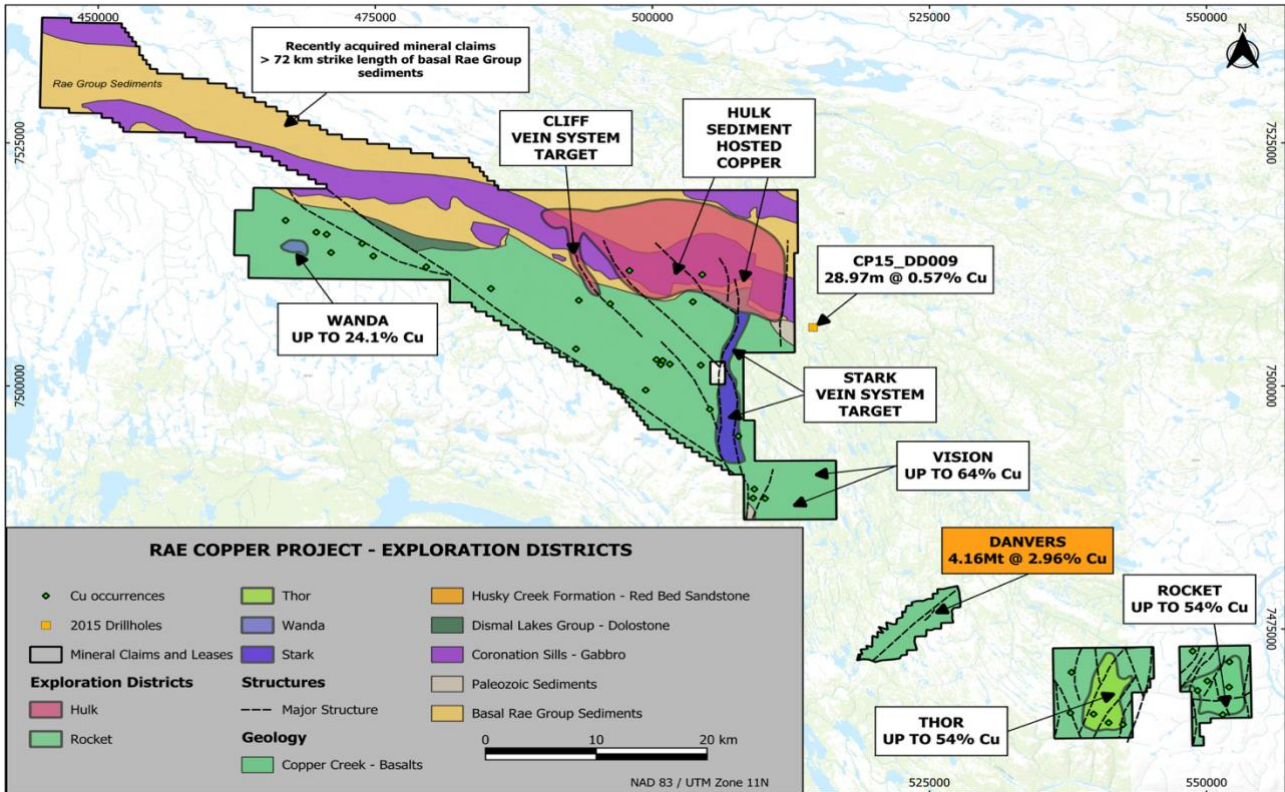 450000
475000
500000
525000
550000
N
Recently acquired mineral claims
> 72 km strike length of basal Rae Group
sediments
Rae Group Sediments
7525000
7525000
CLIFF
VEIN SYSTEM
TARGET
HULK
SEDIMENT
HOSTED
COPPER
CP15_DD009
28.97m @ 0.57% Cu
WANDA
UP TO 24.1% Cu
7500000
7500000
STARK
VEIN SYSTEM
TARGET
VISION
UP TO 64% Cu
DANVERS
4.16Mt @ 2.96% Cu
ROCKET
UP TO 54% Cu
7475000
THOR
UP TO 54% Cu
525000
550000
RAE COPPER PROJECT - EXPLORATION DISTRICTS
Cu occurrences
2015 Drillholes
Mineral Claims and Leases
Exploration Districts
Hulk
Rocket
Thor
Wanda
Stark
Structures
Major Structure
Geology
Copper Creek - Basalts
Husky Creek Formation - Red Bed Sandstone
Dismal Lakes Group - Dolostone
Coronation Sills - Gabbro
Paleozoic Sediments
Basal Rae Group Sediments
0 10 20 km
NAD 83 / UTM Zone 11N